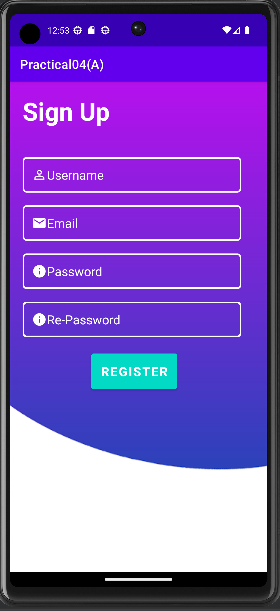 12:53
Practical04(A)
Sign Up
Username
Email
Password
Re-Password
REGISTER